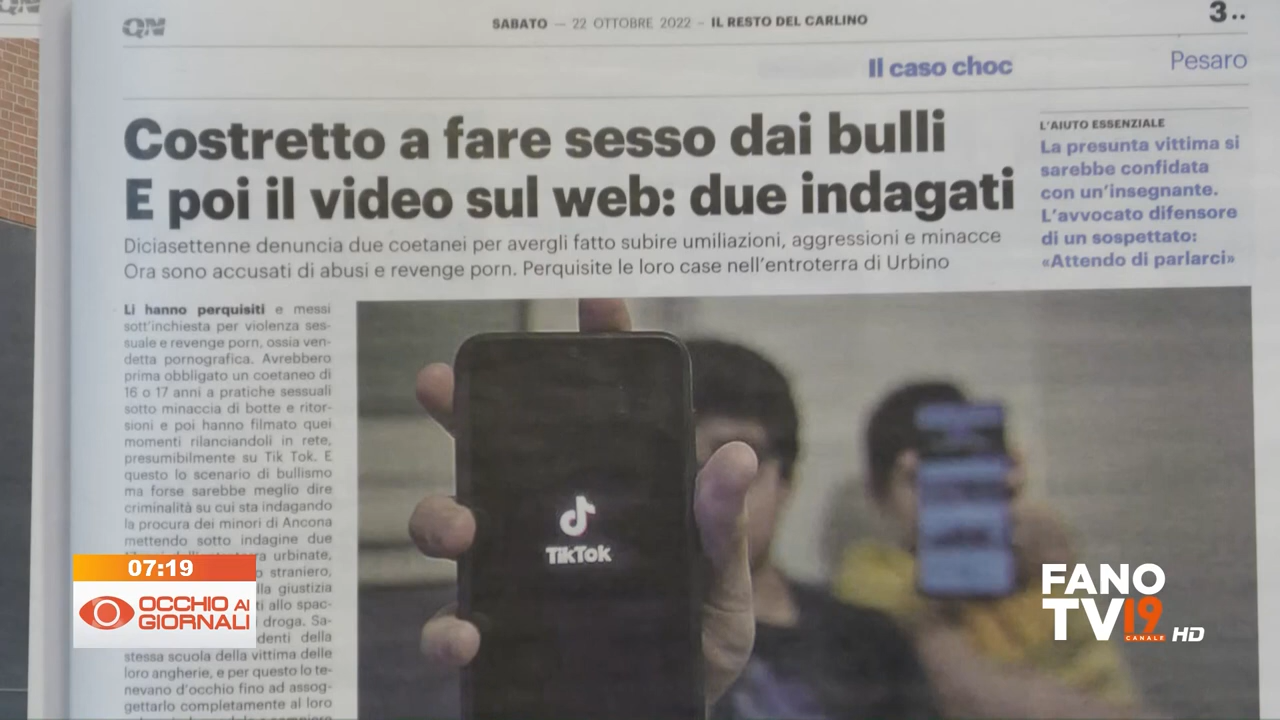 QN
SABATO — 22 OTTOBRE 2022 – IL RESTO DEL CARLINO
3..
Il caso choc
Pesaro
Costretto a fare sesso dai bulli
E poi il video sul web: due indagati
Diciasettenne denuncia due coetanei per avergli fatto subire umiliazioni, aggressioni e minacce
Ora sono accusati di abusi e revenge porn. Perquisite le loro case nell'entroterra di Urbino
L'AIUTO ESSENZIALE
La presunta vittima si
sarebbe confidata
con un'insegnante.
L'avvocato difensore
di un sospettato:
«Attendo di parlarci»
Li hanno perquisiti e messi
sott'inchiesta per violenza ses-
suale e revenge porn, ossia ven-
detta pornografica. Avrebbero
prima obbligato un coetaneo di
16 o 17 anni a pratiche sessuali
sotto minaccia di botte e ritor-
sioni e poi hanno filmato quei
momenti rilanciandoli in rete,
presumibilmente su Tik Tok. E
questo lo scenario di bullismo
ma forse sarebbe meglio dire
criminalità su cui sta indagando
la procura dei minori di Ancona
mettendo sotto indagine due
urbinate,
straniero,
giustizia
ti allo spac-
droga. Sa-
denti della
stessa scuola della vittima delle
loro angherie, e per questo lo te-
nevano d'occhio fino ad assog-
gettarlo completamente al loro
TikTok
07:19
OCCHIO AI
GIORNALI
FANO
TV19
CANALE HD